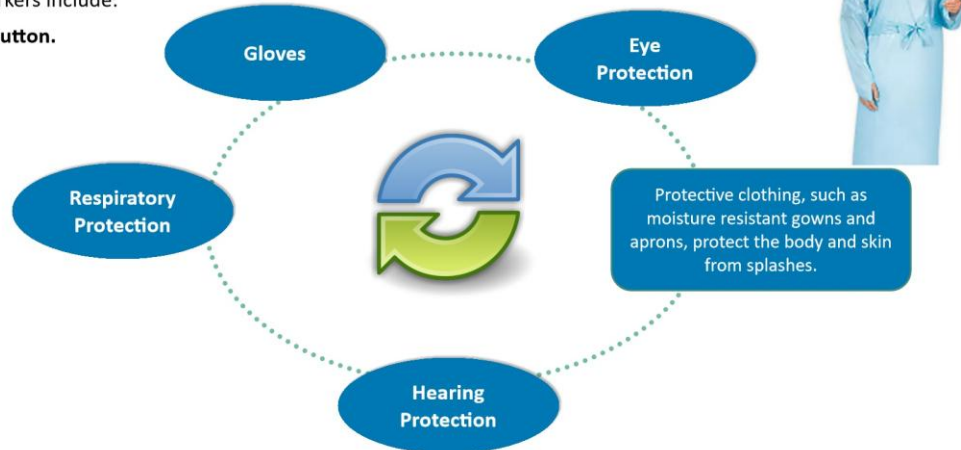 include:
utton.
Gloves
Eye
Protection
Respiratory
Protection
Protective clothing, such as
moisture resistant gowns and
aprons, protect the body and skin
from splashes.
Hearing
Protection